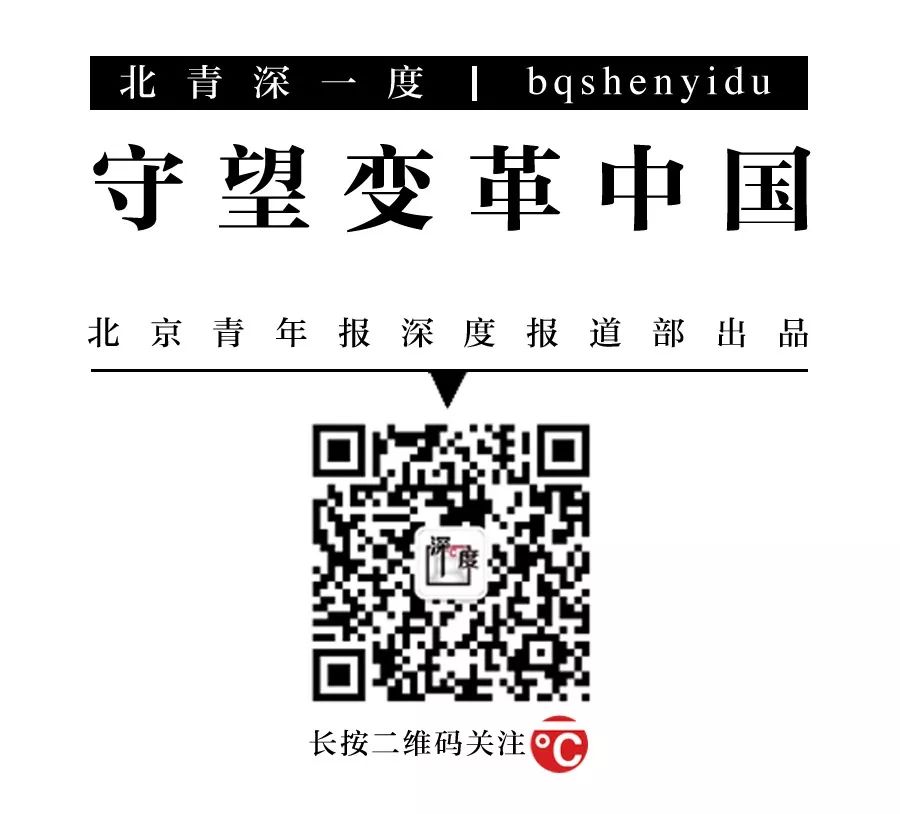 北青深一度 | bqshenyidu
守望变革中国
北京青年报深度报道部出品
深℃度
长按二维码关注 ℃